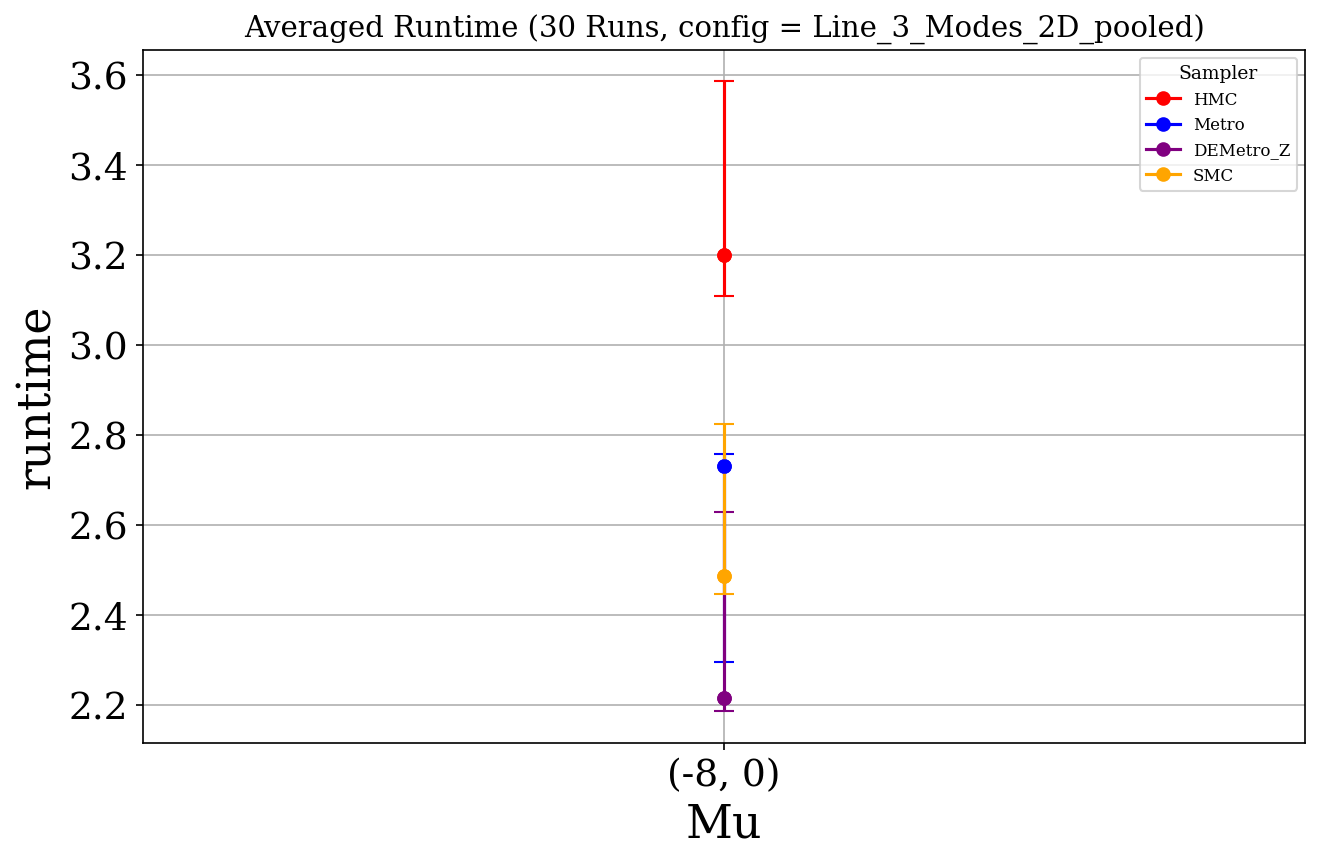 Averaged Runtime (30 Runs, config = Line_3_Modes_2D_pooled)
Sampler
HMC
Metro
DEMetro_Z
SMC
3.6
3.4
3.2
3.0
2.8
2.6
2.4
2.2
runtime
(-8, 0)
Mu